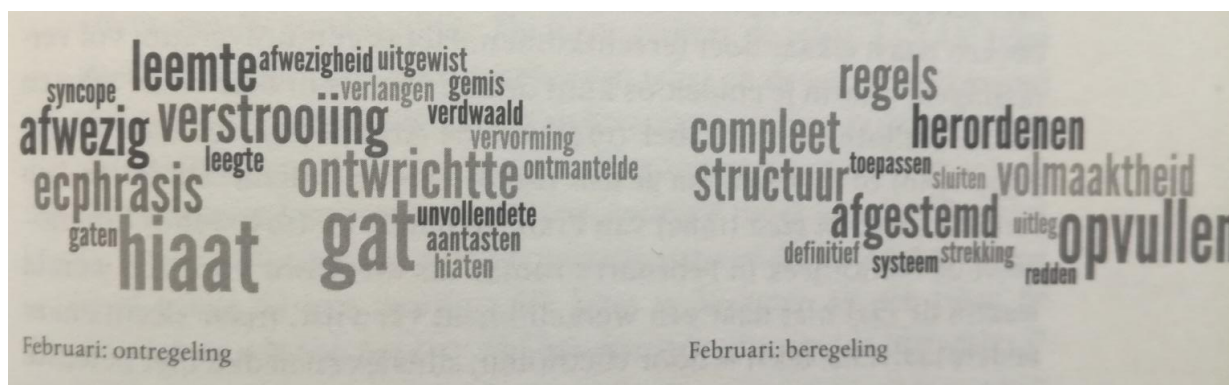 leemte afwezigheid uitgewist
syncope verlangen gemis
afwezig verstrooiing verdwaald
leegte vervorming
ecphrasis ontwrichtte ontmantelde
gaten hiaat gat unvollendete
aantasten
hiaten
Februari: ontregeling
regels
compleet herordenen
structuur toepassen sluiten volmaaktheid
afgestemd uitleg opvullen
definitief systeem strekking redden
Februari: beregeling